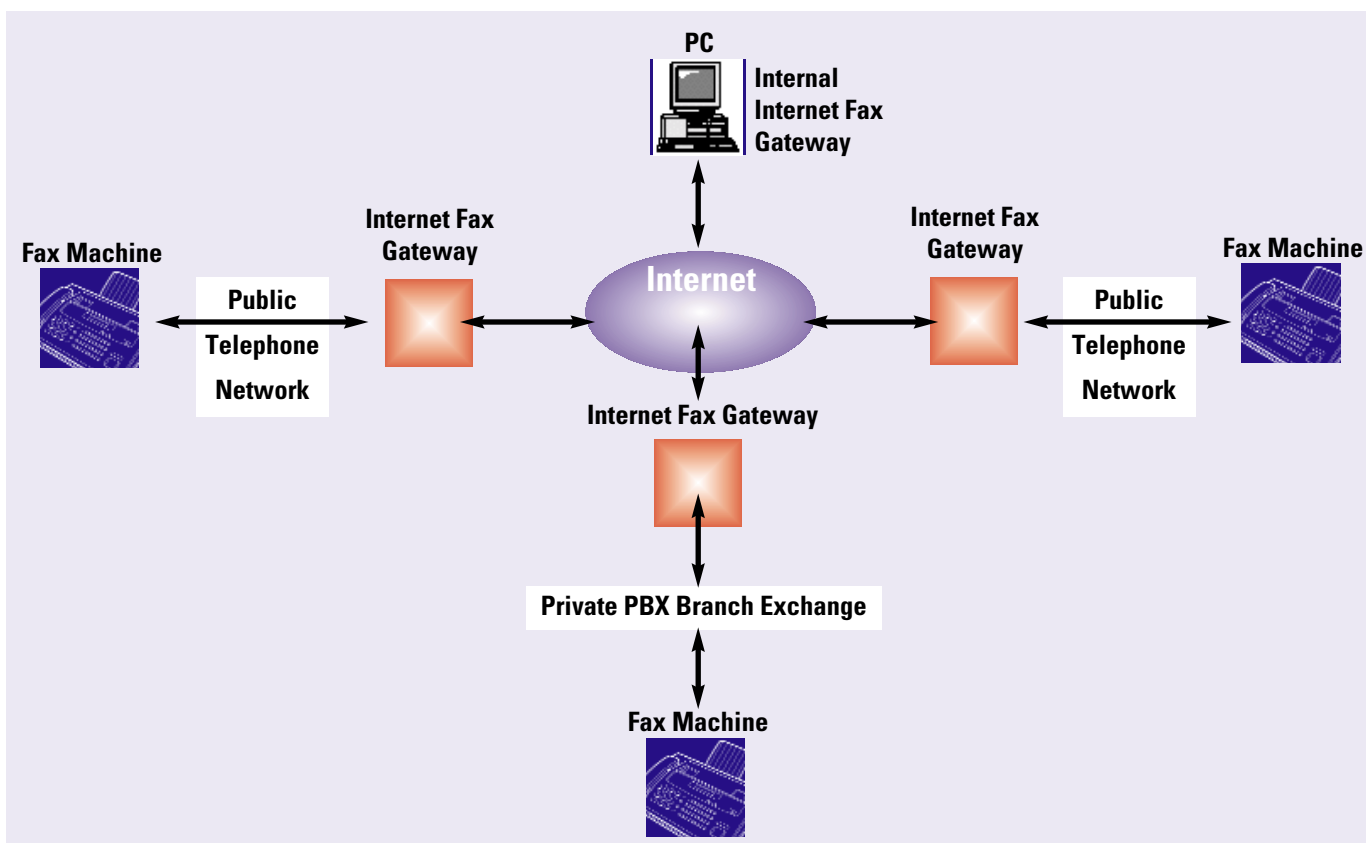 PC
Internal
Internet Fax
Gateway
Internet Fax
Gateway
Internet Fax
Gateway
Fax Machine
Fax Machine
Internet
Public
Telephone
Network
Public
Telephone
Network
Internet Fax Gateway
Private PBX Branch Exchange
Fax Machine